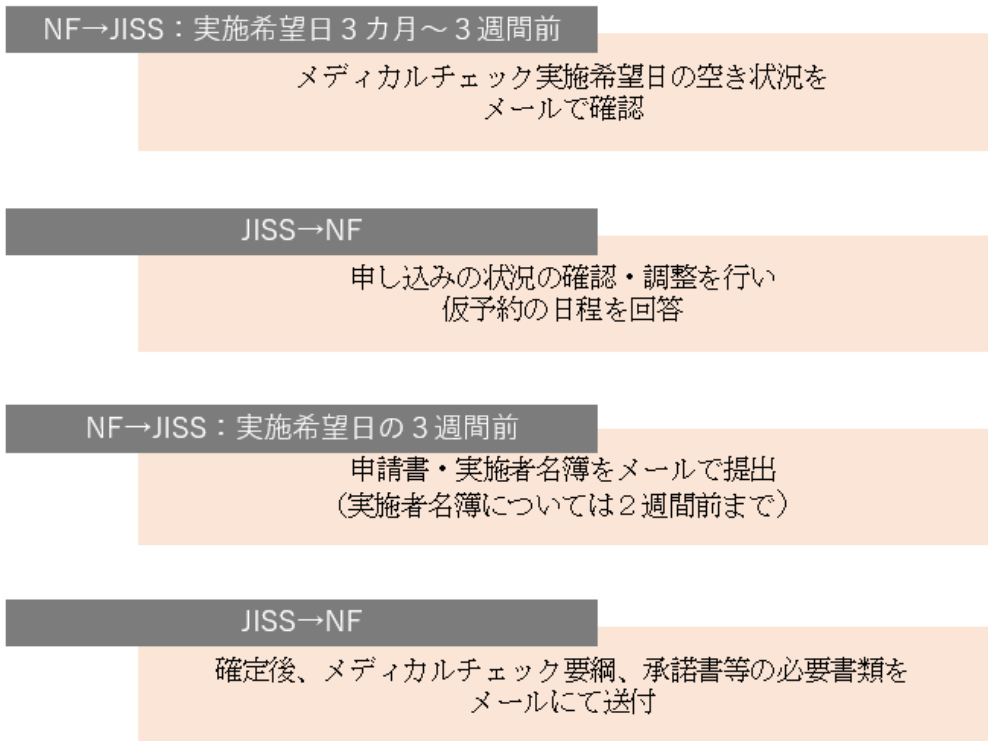 NF→JISS：実施希望日３カ月～３週間前
メディカルチェック実施希望日の空き状況を
メールで確認
JISS→NF
申し込みの状況の確認・調整を行い
仮予約の日程を回答
NF→JISS：実施希望日の３週間前
申請書・実施者名簿をメールで提出
（実施者名簿については２週間前まで）
JISS→NF
確定後、メディカルチェック要綱、承諾書等の必要書類を
メールにて送付